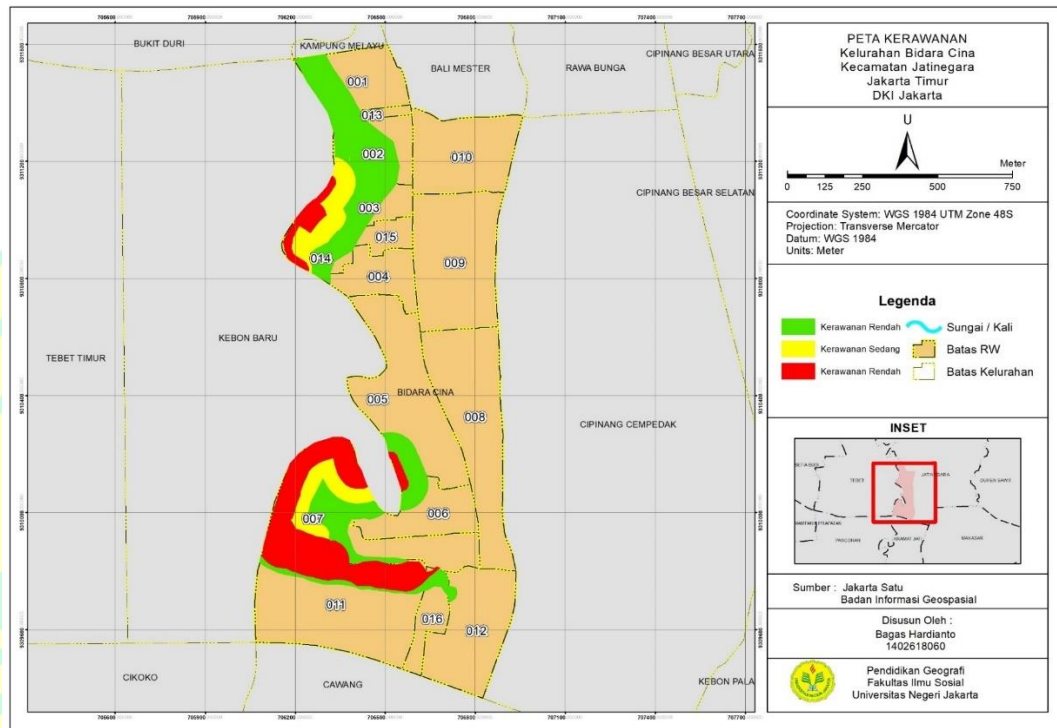 PETA KERAWANAN
Kelurahan Bidara Cina
Kecamatan Jatinegara
Jakarta Timur
DKI Jakarta
U
Meter
0 125 250 500 750
Coordinate System: WGS 1984 UTM Zone 48S
Projection: Transverse Mercator
Datum: WGS 1984
Units: Meter
Legenda
Kerawanan Rendah
Sungai / Kali
Kerawanan Sedang
Batas RW
Kerawanan Rendah
Batas Kelurahan
INSET
TEBET
Sumber : Jakarta Satu
Badan Informasi Geospasial
Disusun Oleh :
Bagas Hardianto
1402618060
Pendidikan Geografi
Fakultas Ilmu Sosial
Universitas Negeri Jakarta
BUKIT DURI
KAMPUNG MELAYU
BALI MESTER
RAWA BUNGA
CIPINANG BESAR UTARA
001
013
002
010
CIPINANG BESAR SELATAN
003
015
014
004
009
KEBON BARU
TEBET TIMUR
005
BIDARA CINA
008
CIPINANG CEMPEDAK
007
006
011
016
012
CIKOKO
CAWANG
KEBON PALA